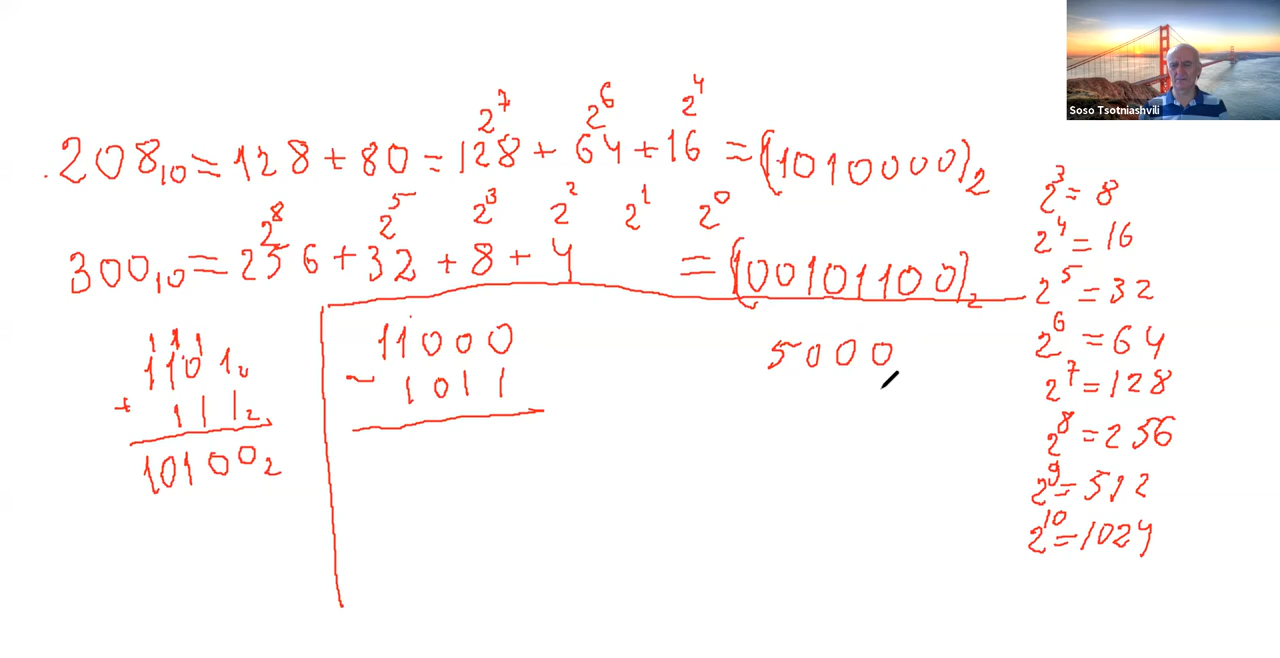 Soso Tsotniashvili
2⁷ 2⁶ 2⁴
.208₁₀ = 128 + 80 = 128 + 64 + 16 = (1010000)₂
2⁸ 2⁵ 2³ 2² 2¹ 2⁰
300₁₀ = 256 + 32 + 8 + 4 = (100101100)₂
111
1101₂
+ 111₂
10100₂
11000
- 1011
5000
2³ = 8
2⁴ = 16
2⁵ = 32
2⁶ = 64
2⁷ = 128
2⁸ = 256
2⁹ = 512
2¹⁰ = 1024